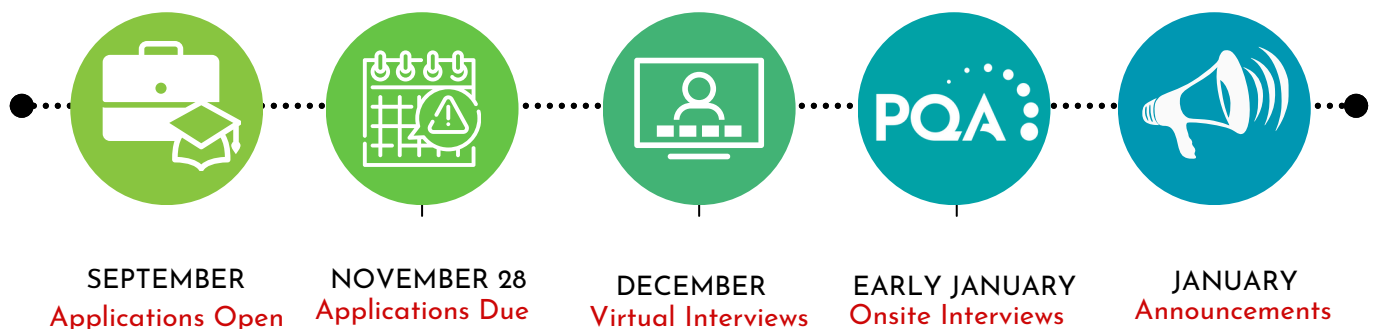 PQA
SEPTEMBER
Applications Open
NOVEMBER 28
Applications Due
DECEMBER
Virtual Interviews
EARLY JANUARY
Onsite Interviews
JANUARY
Announcements